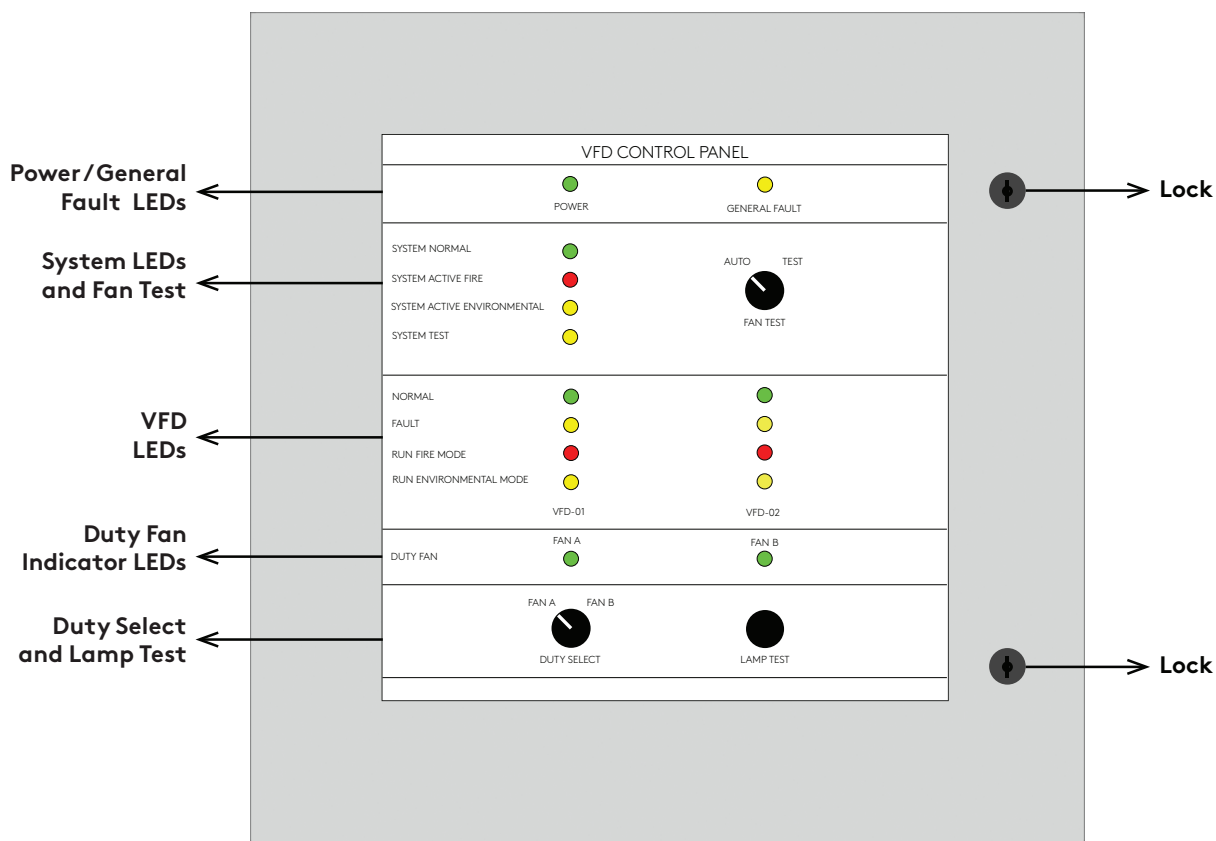 VFD CONTROL PANEL
Power/General
Fault LEDs
POWER
GENERAL FAULT
Lock
System LEDs
and Fan Test
SYSTEM NORMAL
SYSTEM ACTIVE FIRE
SYSTEM ACTIVE ENVIRONMENTAL
SYSTEM TEST
AUTO
TEST
FAN TEST
VFD
LEDs
NORMAL
FAULT
RUN FIRE MODE
RUN ENVIRONMENTAL MODE
VFD-01
VFD-02
Duty Fan
Indicator LEDs
DUTY FAN
FAN A
FAN B
Duty Select
and Lamp Test
FAN A
FAN B
DUTY SELECT
LAMP TEST
Lock